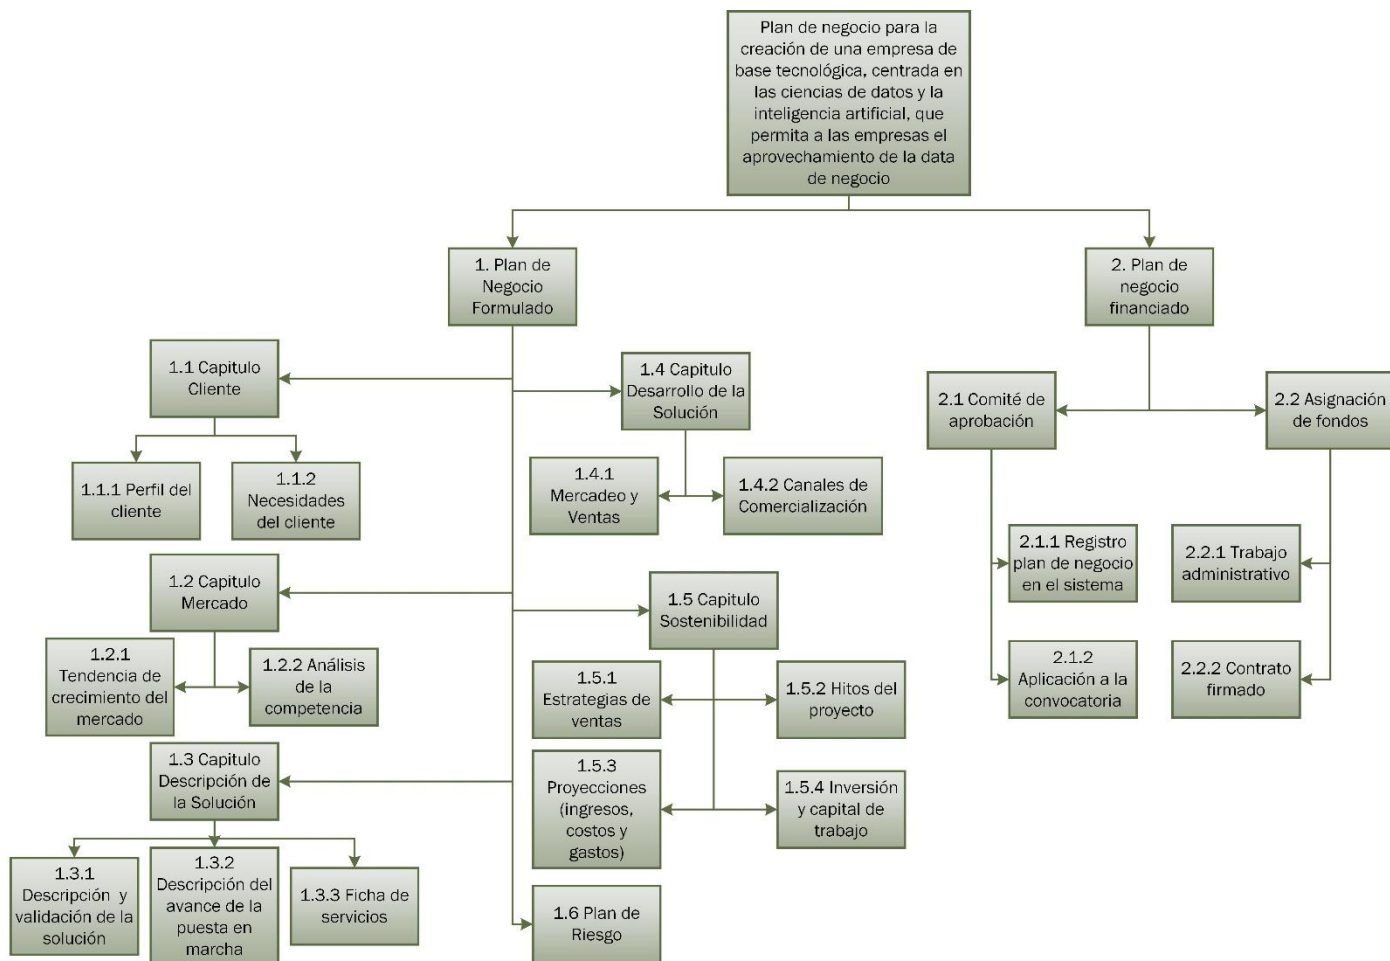 Plan de negocio para la
creación de una empresa de
base tecnológica, centrada en
las ciencias de datos y la
inteligencia artificial, que
permita a las empresas el
aprovechamiento de la data
de negocio
1. Plan de
Negocio
Formulado
2. Plan de
negocio
financiado
1.1 Capitulo
Cliente
1.1.1 Perfil del
cliente
1.1.2
Necesidades
del cliente
1.2 Capitulo
Mercado
1.2.1
Tendencia de
crecimiento del
mercado
1.2.2 Análisis
de la
competencia
1.3 Capitulo
Descripción de
la Solución
1.3.1
Descripción y
validación de la
solución
1.3.2
Descripción del
avance de la
puesta en
marcha
1.3.3 Ficha de
servicios
1.4 Capitulo
Desarrollo de la
Solución
1.4.1
Mercadeo y
Ventas
1.4.2 Canales de
Comercialización
1.5 Capitulo
Sostenibilidad
1.5.1
Estrategias de
ventas
1.5.2 Hitos del
proyecto
1.5.3
Proyecciones
(ingresos,
costos y
gastos)
1.5.4 Inversión
y capital de
trabajo
1.6 Plan de
Riesgo
2.1 Comité de
aprobación
2.1.1 Registro
plan de negocio
en el sistema
2.1.2
Aplicación a la
convocatoria
2.2 Asignación
de fondos
2.2.1 Trabajo
administrativo
2.2.2 Contrato
firmado